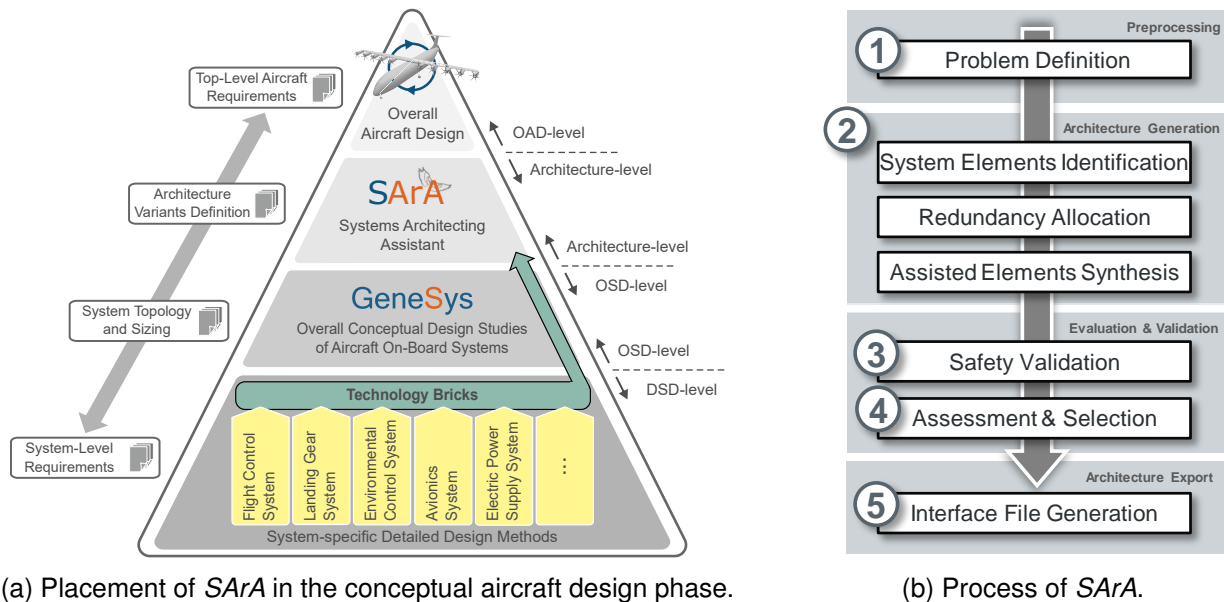 Top-Level Aircraft
Requirements
Architecture
Variants Definition
System Topology
and Sizing
System-Level
Requirements
Overall
Aircraft Design
SArA
Systems Architecting
Assistant
GeneSys
Overall Conceptual Design Studies
of Aircraft On-Board Systems
Technology Bricks
Flight Control
System
Landing Gear
System
Environmental
Control System
Avionics
System
Electric Power
Supply System
...
System-specific Detailed Design Methods
OAD-level
Architecture-level
Architecture-level
OSD-level
OSD-level
DSD-level
(a) Placement of SArA in the conceptual aircraft design phase.
Preprocessing
1 Problem Definition
2
Architecture Generation
System Elements Identification
Redundancy Allocation
Assisted Elements Synthesis
Evaluation & Validation
3 Safety Validation
4 Assessment & Selection
Architecture Export
5 Interface File Generation
(b) Process of SArA.